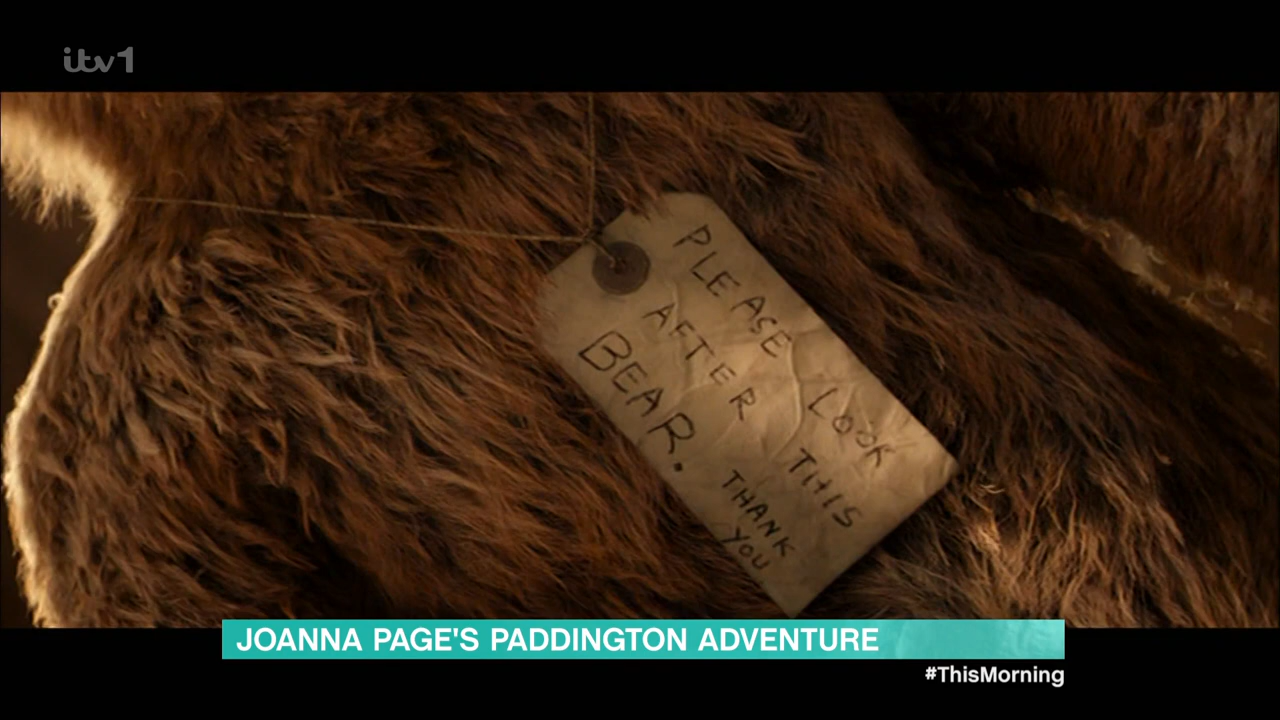 itv1
PLEASE LOOK
AFTER THIS
BEAR. THANK
YOU
JOANNA PAGE'S PADDINGTON ADVENTURE
#ThisMorning